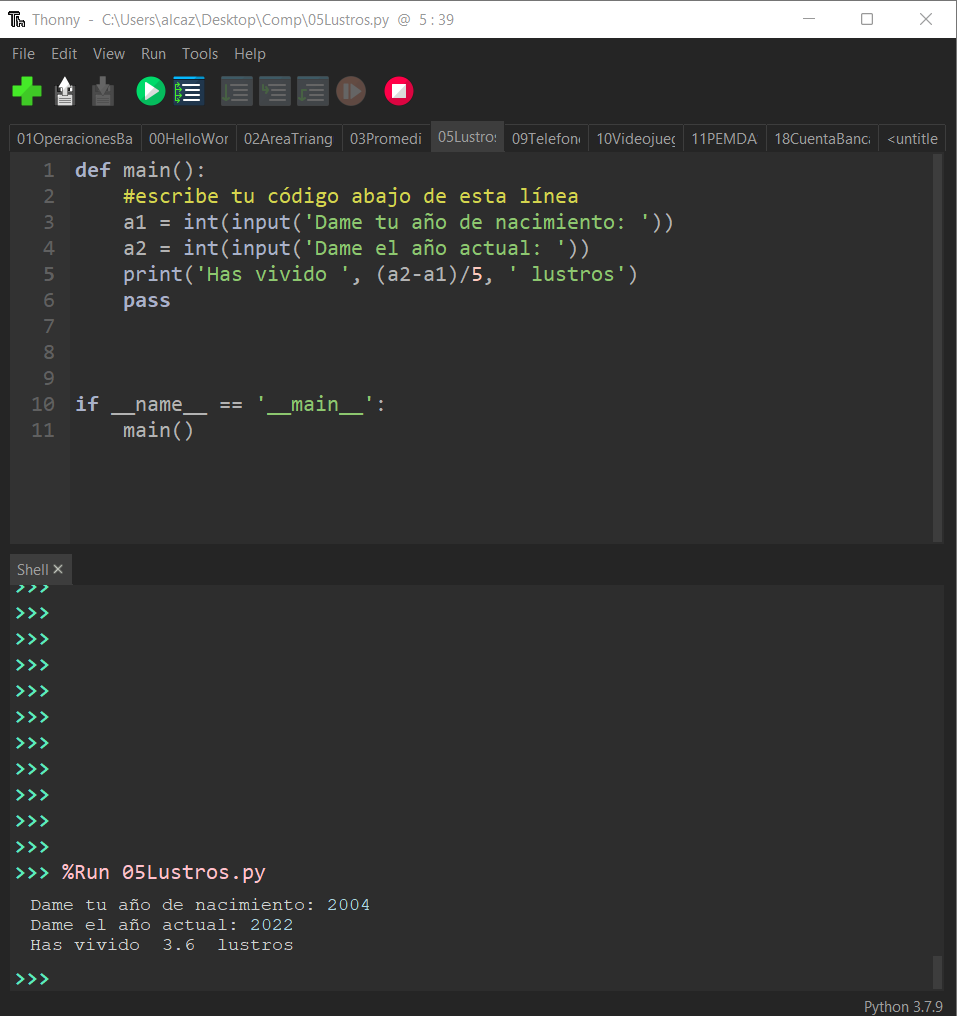 Thonny - C:\Users\alcaz\Desktop\Comp\05Lustros.py @ 5 : 39
File Edit View Run Tools Help
01OperacionesBa 00HelloWor 02AreaTriang 03Promedi 05Lustro: 09Telefon 10Videojueg 11PEMDA 18CuentaBanc <untitle
1 def main():
2 #escribe tu código abajo de esta línea
3 a1 = int(input('Dame tu año de nacimiento: '))
4 a2 = int(input('Dame el año actual: '))
5 print('Has vivido ', (a2-a1)/5, ' lustros')
6 pass
7
8
9
10 if __name__ == '__main__':
11 main()
Shell ×
>>>
>>>
>>>
>>>
>>>
>>>
>>>
>>>
>>>
>>>
>>>
>>> %Run 05Lustros.py
Dame tu año de nacimiento: 2004
Dame el año actual: 2022
Has vivido  3.6  lustros
>>>
Python 3.7.9